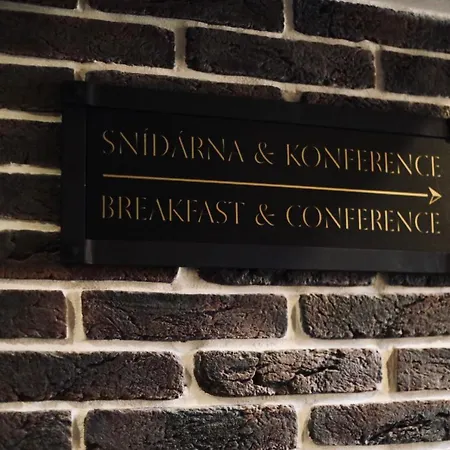 SNÍDÁRNA & KONFERENCE
BREAKFAST & CONFERENCE